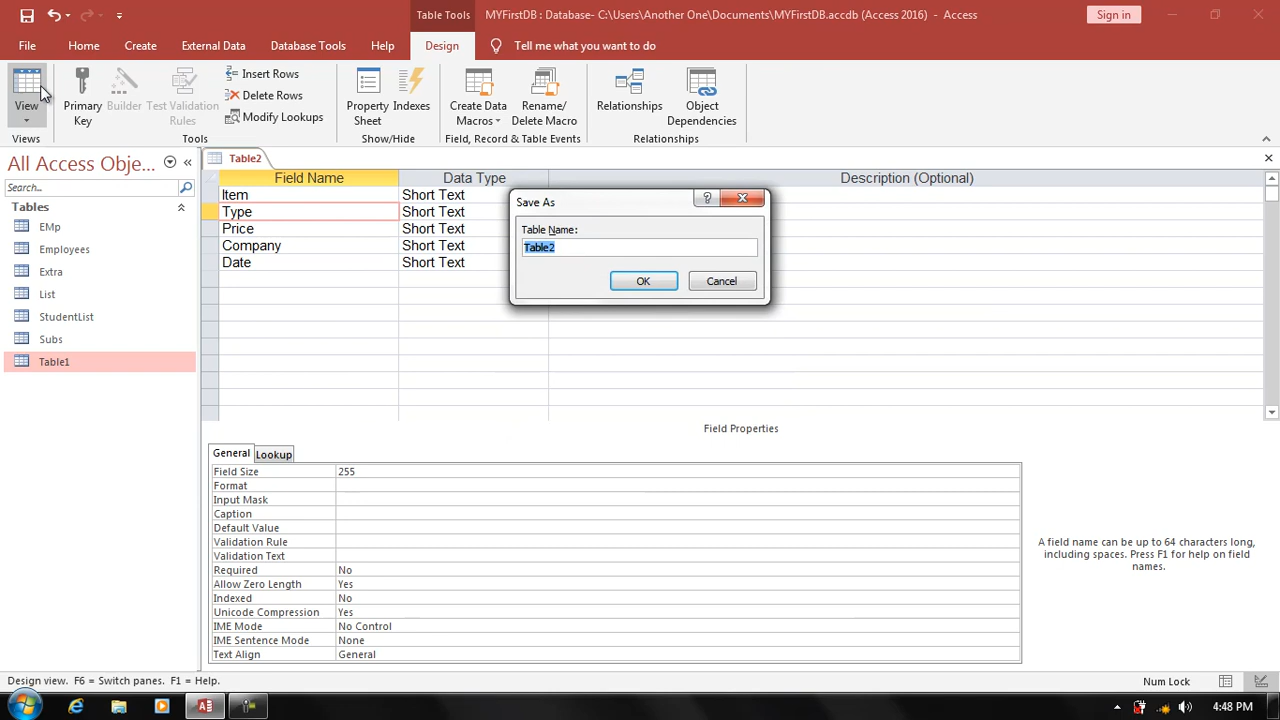 Table Tools
MYFirstDB : Database- C:\Users\Another One\Documents\MYFirstDB.accdb (Access 2016) - Access
Sign in
File Home Create External Data Database Tools Help Design Tell me what you want to do
View
Primary Key
Builder
Test Validation Rules
Insert Rows
Delete Rows
Modify Lookups
Property Sheet
Indexes
Create Data Macros
Rename/ Delete Macro
Relationships
Object Dependencies
Views Tools Show/Hide Field, Record & Table Events Relationships
All Access Obje...
Search...
Tables
EMp
Employees
Extra
List
StudentList
Subs
Table1
Table2
Field Name Data Type Description (Optional)
Item Short Text
Type Short Text
Price Short Text
Company Short Text
Date Short Text
Save As
?
Table Name:
Table2
OK Cancel
Field Properties
General Lookup
Field Size 255
Format
Input Mask
Caption
Default Value
Validation Rule
Validation Text
Required No
Allow Zero Length Yes
Indexed No
Unicode Compression Yes
IME Mode No Control
IME Sentence Mode None
Text Align General
A field name can be up to 64 characters long,
including spaces. Press F1 for help on field
names.
Design view. F6 = Switch panes. F1 = Help.
Num Lock
4:48 PM